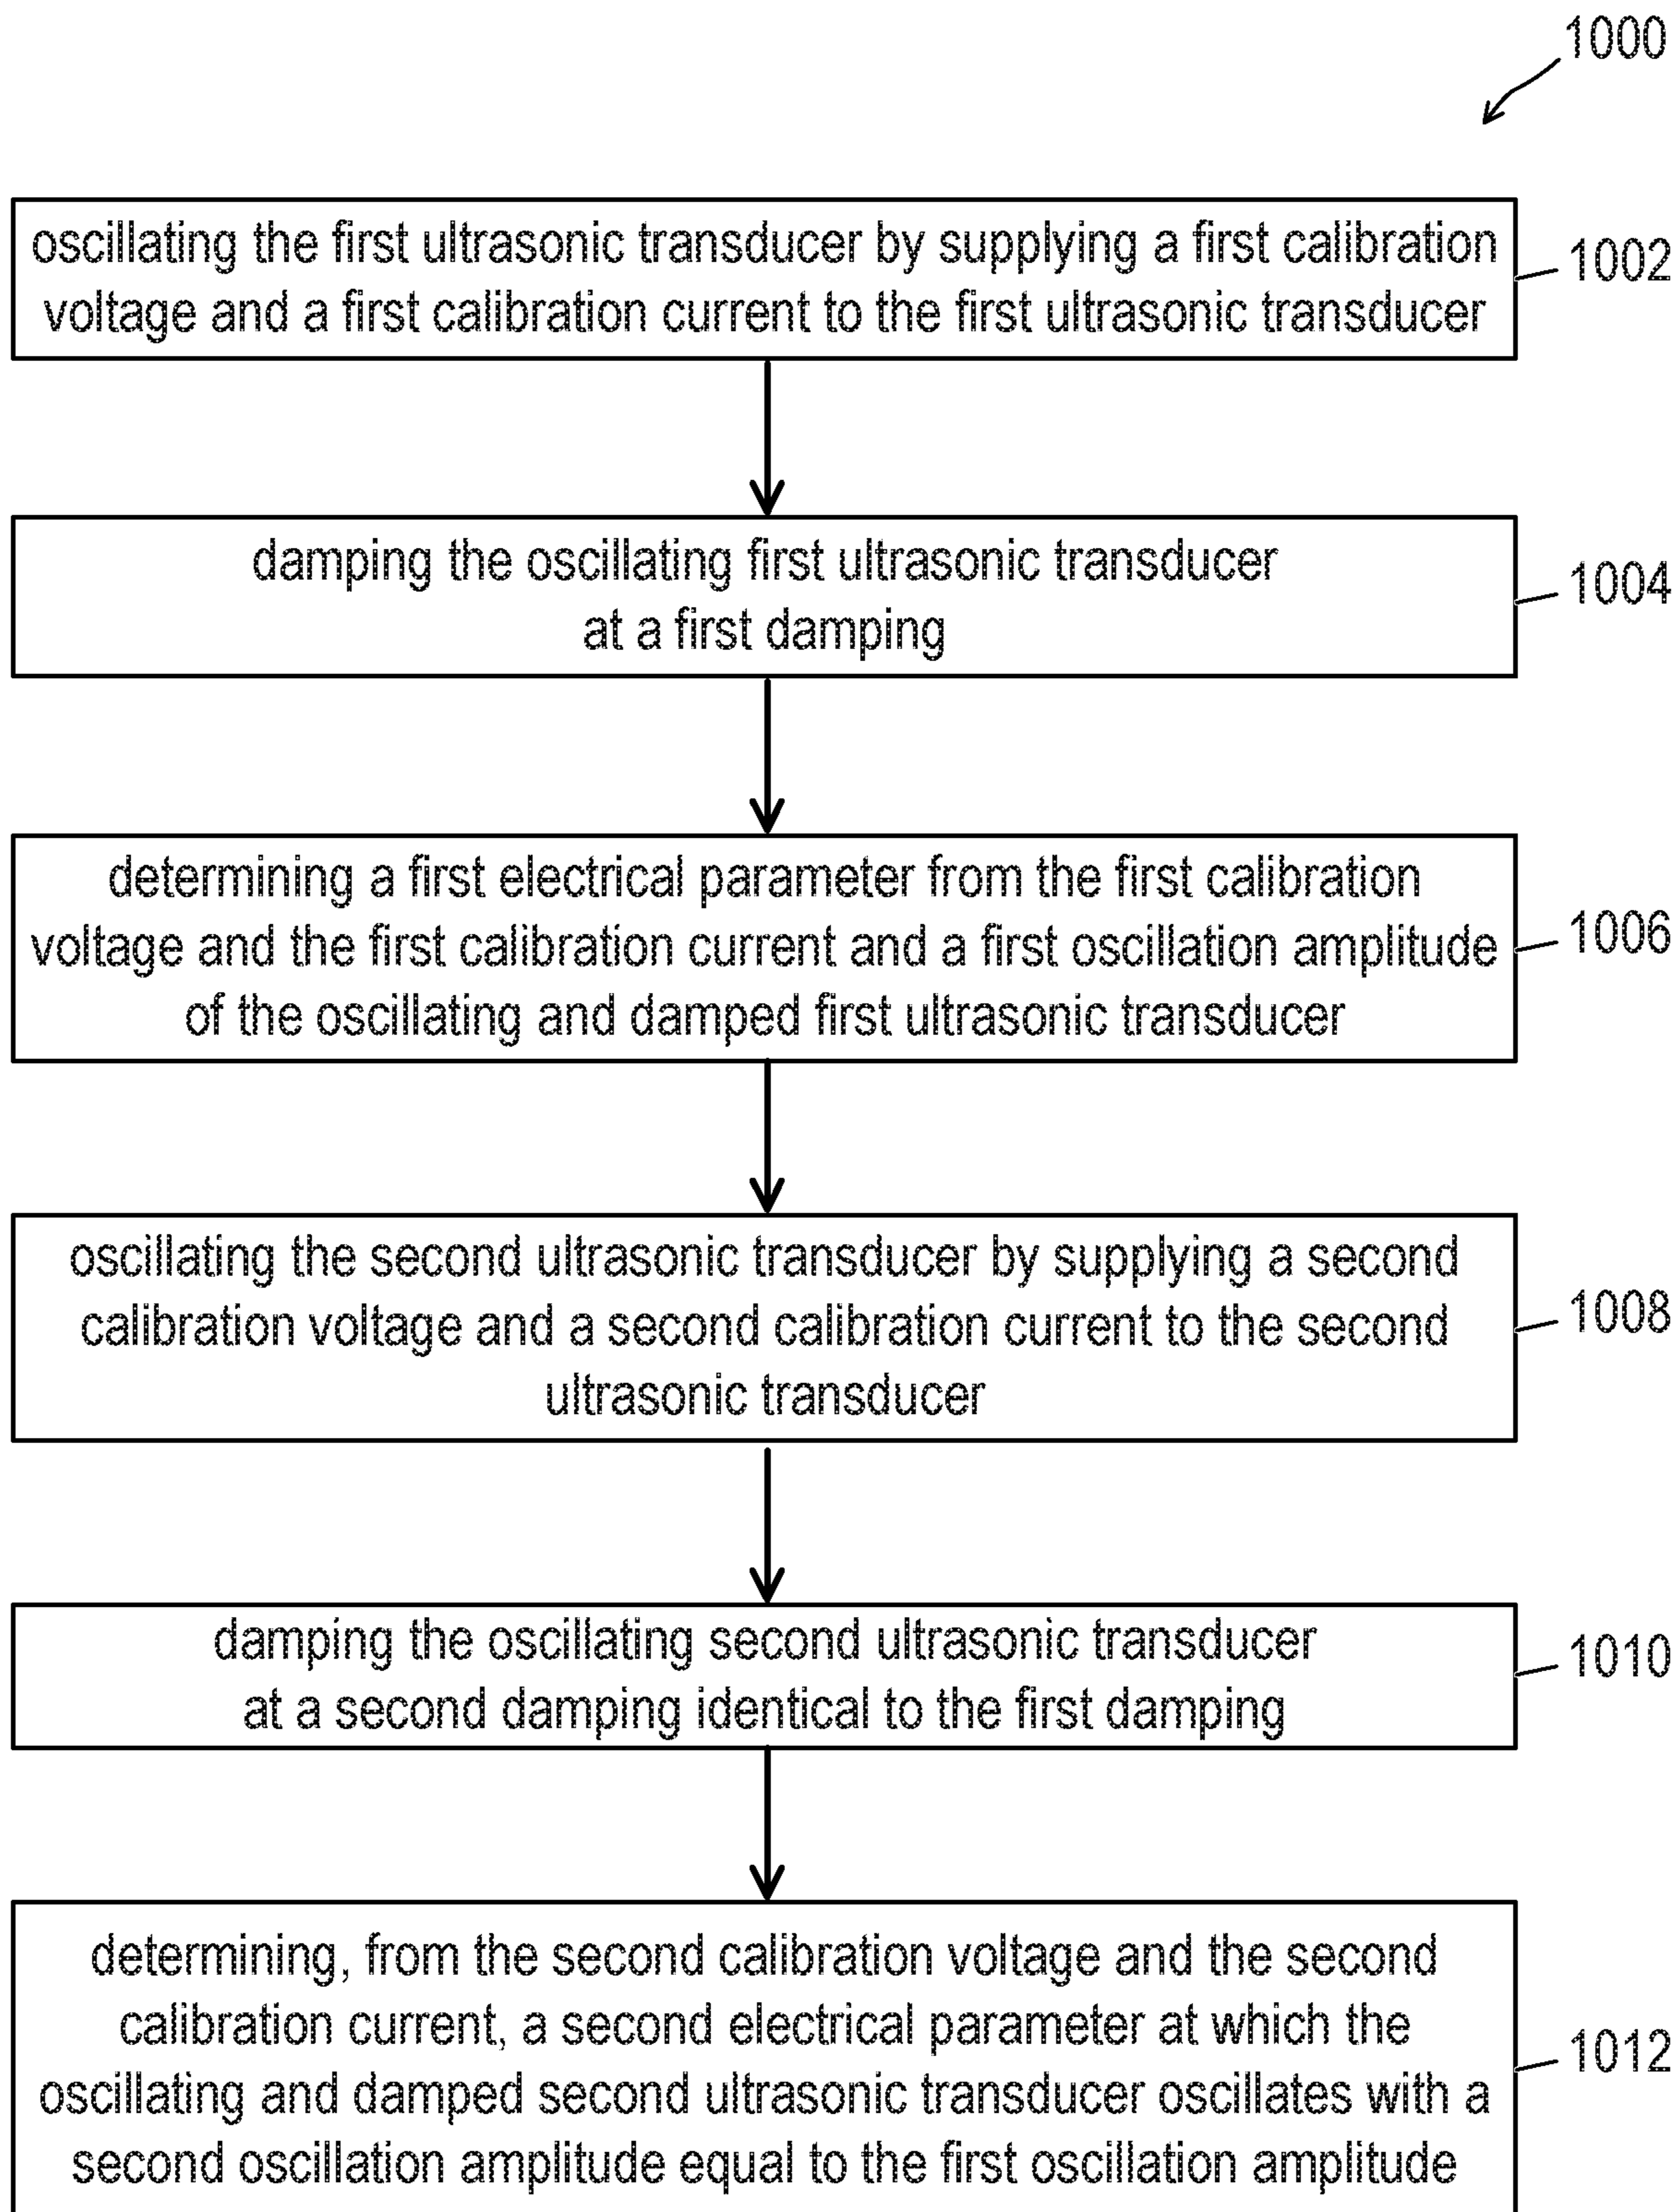 1000
oscillating the first ultrasonic transducer by supplying a first calibration
voltage and a first calibration current to the first ultrasonic transducer
1002
damping the oscillating first ultrasonic transducer
at a first damping
1004
determining a first electrical parameter from the first calibration
voltage and the first calibration current and a first oscillation amplitude
of the oscillating and damped first ultrasonic transducer
1006
oscillating the second ultrasonic transducer by supplying a second
calibration voltage and a second calibration current to the second
ultrasonic transducer
1008
damping the oscillating second ultrasonic transducer
at a second damping identical to the first damping
1010
determining, from the second calibration voltage and the second
calibration current, a second electrical parameter at which the
oscillating and damped second ultrasonic transducer oscillates with a
second oscillation amplitude equal to the first oscillation amplitude
1012